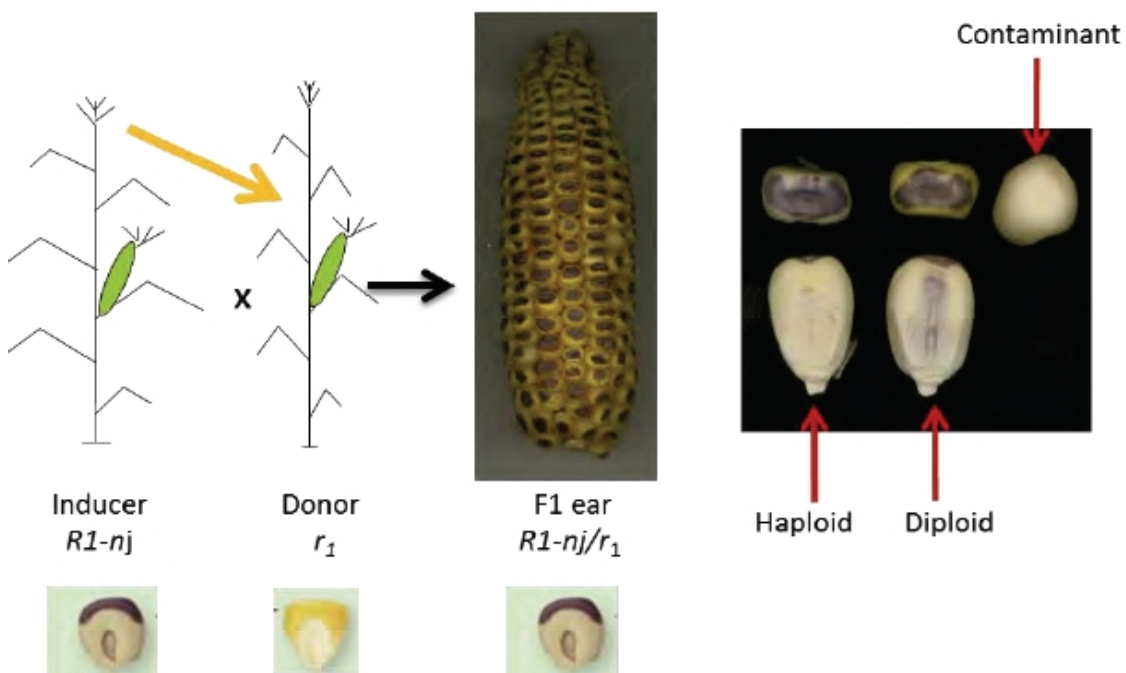 Contaminant
x
Inducer
R1-nj
Donor
r₁
F1 ear
R1-nj/r₁
Haploid
Diploid